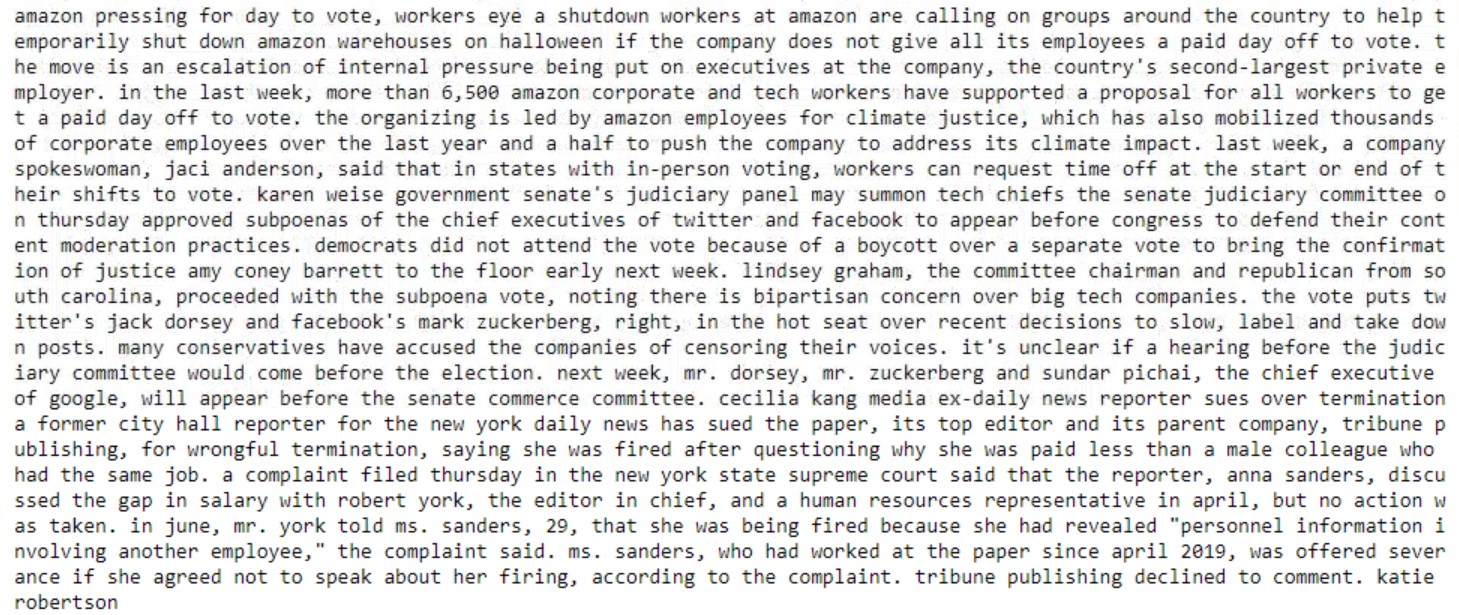 amazon pressing for day to vote, workers eye a shutdown workers at amazon are calling on groups around the country to help t
emporarily shut down amazon warehouses on halloween if the company does not give all its employees a paid day off to vote. t
he move is an escalation of internal pressure being put on executives at the company, the country's second-largest private e
mployer. in the last week, more than 6,500 amazon corporate and tech workers have supported a proposal for all workers to ge
t a paid day off to vote. the organizing is led by amazon employees for climate justice, which has also mobilized thousands
of corporate employees over the last year and a half to push the company to address its climate impact. last week, a company
spokeswoman, jaci anderson, said that in states with in-person voting, workers can request time off at the start or end of t
heir shifts to vote. karen weise government senate's judiciary panel may summon tech chiefs the senate judiciary committee o
n thursday approved subpoenas of the chief executives of twitter and facebook to appear before congress to defend their cont
ent moderation practices. democrats did not attend the vote because of a boycott over a separate vote to bring the confirmat
ion of justice amy coney barrett to the floor early next week. lindsey graham, the committee chairman and republican from so
uth carolina, proceeded with the subpoena vote, noting there is bipartisan concern over big tech companies. the vote puts tw
itter's jack dorsey and facebook's mark zuckerberg, right, in the hot seat over recent decisions to slow, label and take dow
n posts. many conservatives have accused the companies of censoring their voices. it's unclear if a hearing before the judic
iary committee would come before the election. next week, mr. dorsey, mr. zuckerberg and sundar pichai, the chief executive
of google, will appear before the senate commerce committee. cecilia kang media ex-daily news reporter sues over termination
a former city hall reporter for the new york daily news has sued the paper, its top editor and its parent company, tribune p
ublishing, for wrongful termination, saying she was fired after questioning why she was paid less than a male colleague who
had the same job. a complaint filed thursday in the new york state supreme court said that the reporter, anna sanders, discu
ssed the gap in salary with robert york, the editor in chief, and a human resources representative in april, but no action w
as taken. in june, mr. york told ms. sanders, 29, that she was being fired because she had revealed "personnel information i
nvolving another employee," the complaint said. ms. sanders, who had worked at the paper since april 2019, was offered sever
ance if she agreed not to speak about her firing, according to the complaint. tribune publishing declined to comment. katie
robertson